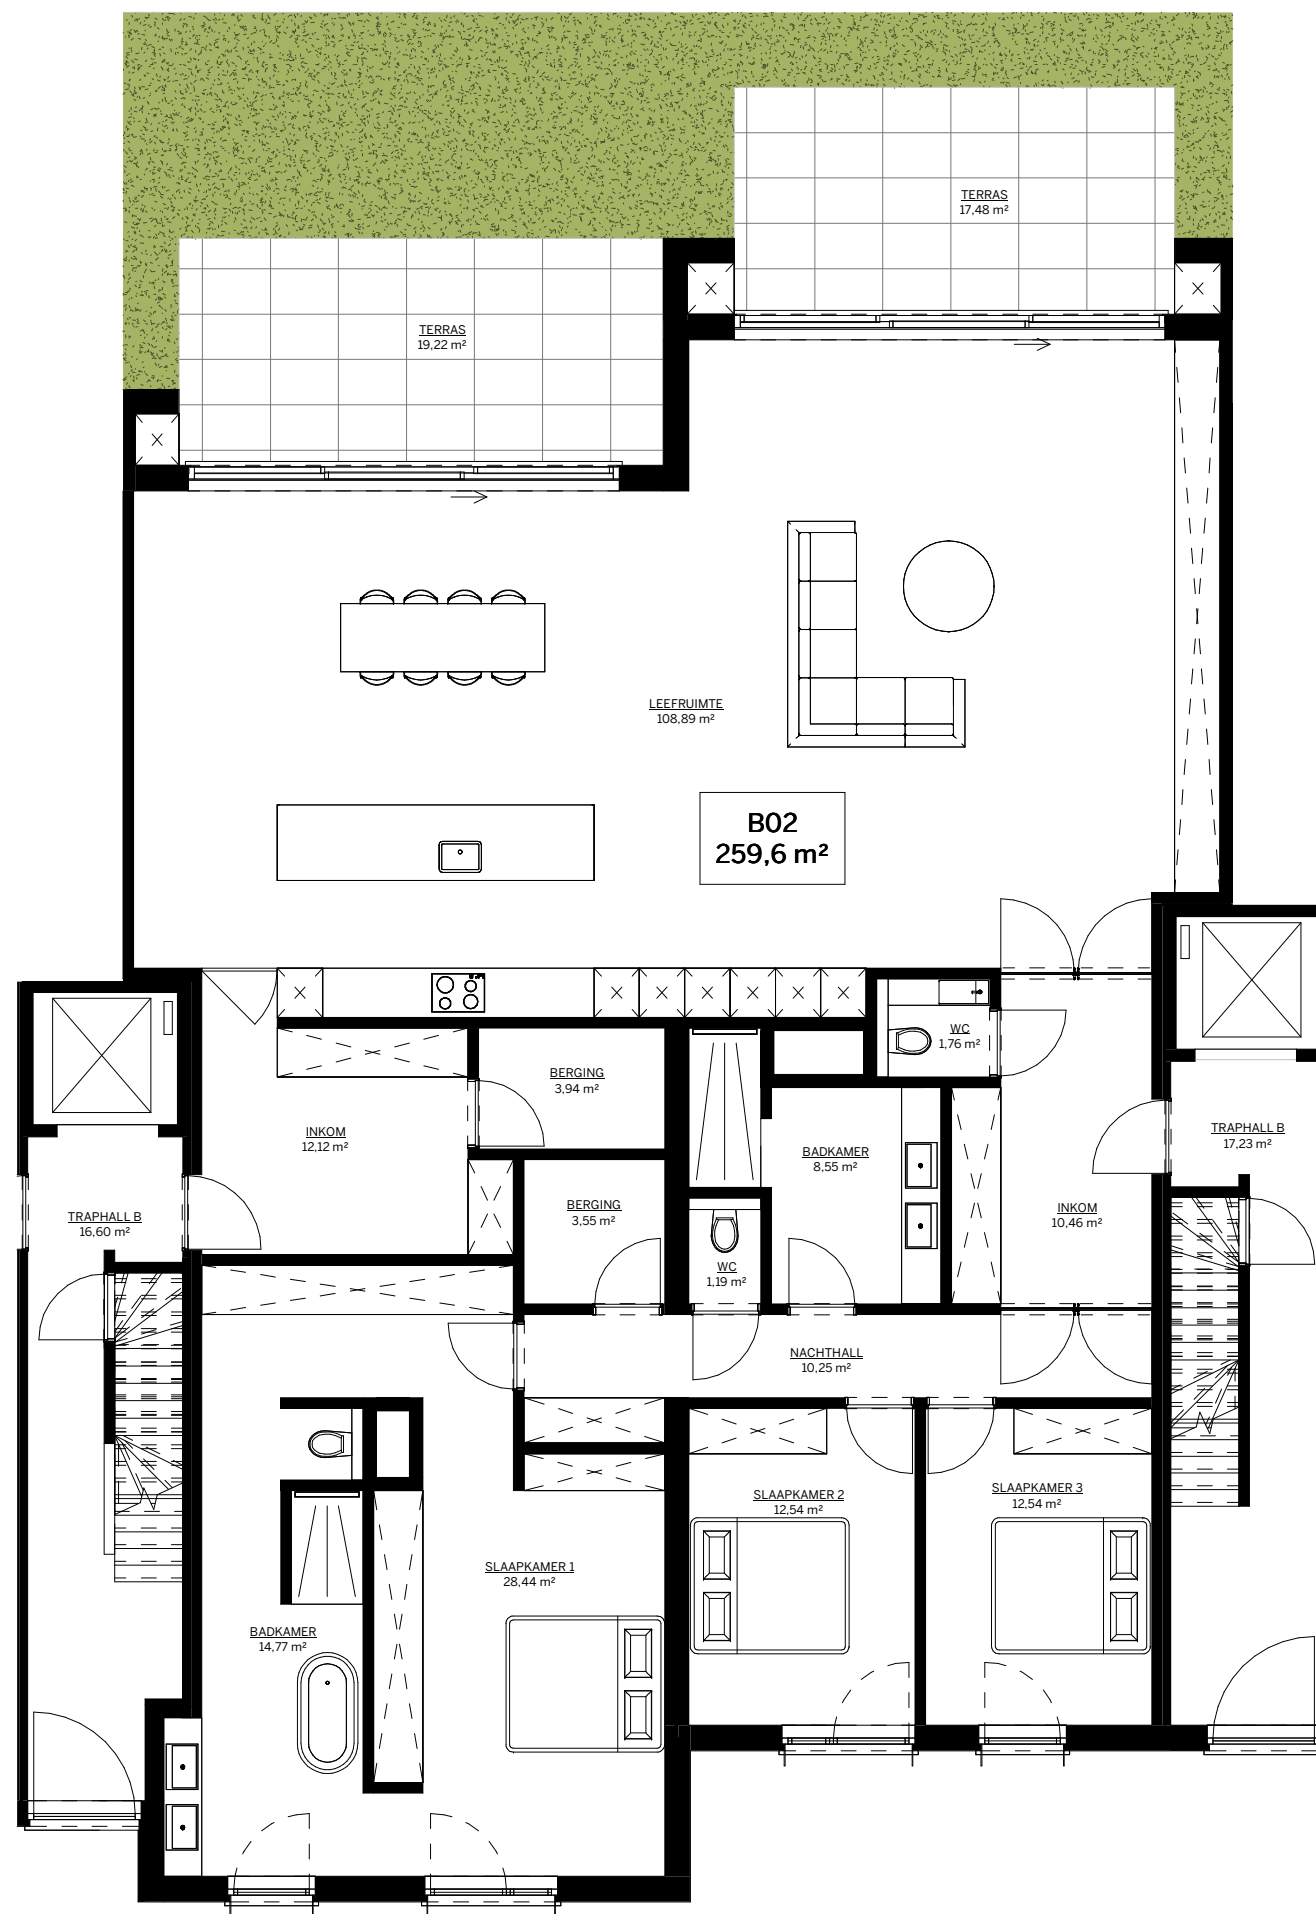 TERRAS
17,48 m²
TERRAS
19,22 m²
LEEFRUIMTE
108,89 m²
B02
259,6 m²
WC
1,76 m²
BERGING
3,94 m²
INKOM
12,12 m²
BADKAMER
8,55 m²
TRAPHALL B
17,23 m²
BERGING
3,55 m²
INKOM
10,46 m²
TRAPHALL B
16,60 m²
WC
1,19 m²
NACHTHALL
10,25 m²
SLAAPKAMER 2
12,54 m²
SLAAPKAMER 3
12,54 m²
SLAAPKAMER 1
28,44 m²
BADKAMER
14,77 m²